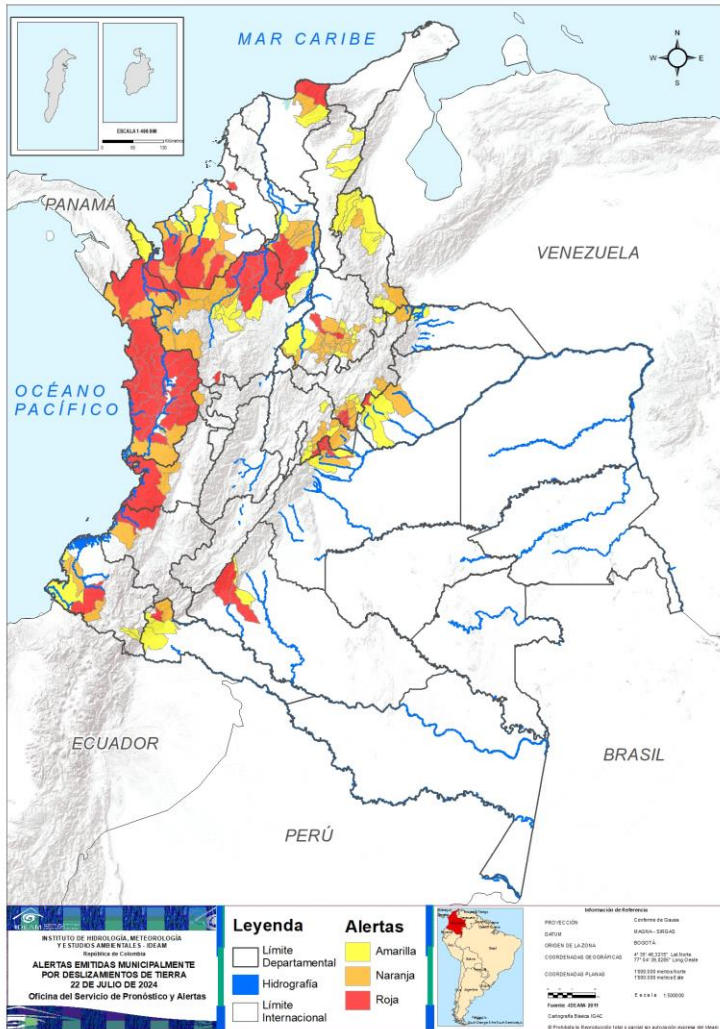 MAR CARIBE
N
W
E
S
ESCALA 1:400.000
PANAMÁ
VENEZUELA
OCÉANO
PACÍFICO
ECUADOR
BRASIL
PERÚ
IDEAM
INSTITUTO DE HIDROLOGÍA, METEOROLOGÍA
Y ESTUDIOS AMBIENTALES - IDEAM
República de Colombia
ALERTAS EMITIDAS MUNICIPALMENTE
POR DESLIZAMIENTOS DE TIERRA
22 DE JULIO DE 2024
Oficina del Servicio de Pronóstico y Alertas
Leyenda
Límite
Departamental
Hidrografía
Límite
Internacional
Alertas
Amarilla
Naranja
Roja
Información de Referencia
PROYECCIÓN Conforme de Gauss
DATUM MAGNA - SIRGAS
ORIGEN DE LA ZONA BOGOTÁ
COORDENADAS GEOGRÁFICAS
COORDENADAS PLANAS
Escala
Cartografía Básica IGAC